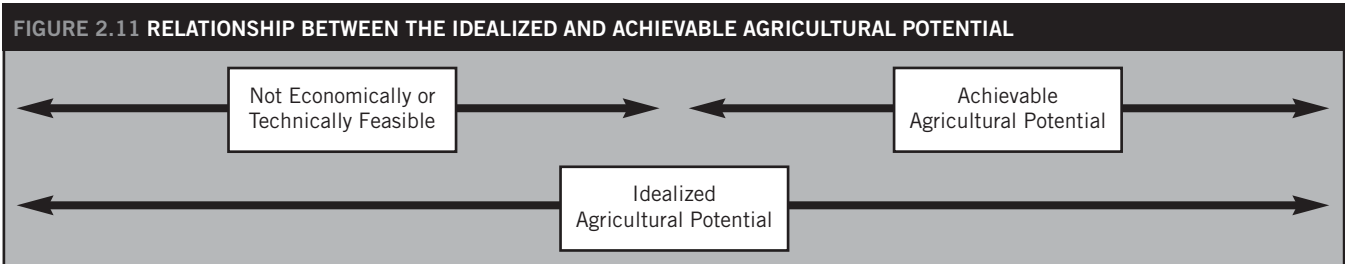 FIGURE 2.11 RELATIONSHIP BETWEEN THE IDEALIZED AND ACHIEVABLE AGRICULTURAL POTENTIAL
Not Economically or
Technically Feasible
Achievable
Agricultural Potential
Idealized
Agricultural Potential